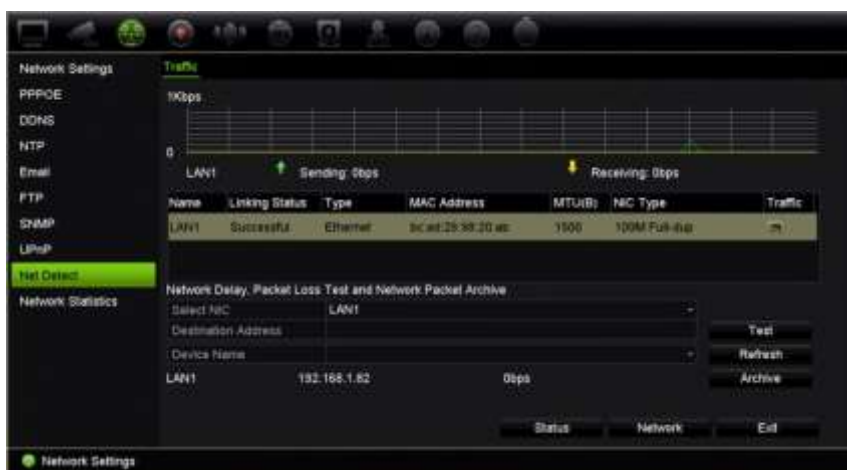 Network Settings
Traffic
PPPOE
1Kbps
DDNS
NTP
0
Email
LAN1 Sending: 0bps Receiving: 0bps
FTP
Name Linking Status Type MAC Address MTU(B) NIC Type Traffic
SNMP
LAN1 Successful Ethernet 1500 100M Full-dup
UPnP
Net Detect
Network Delay, Packet Loss Test and Network Packet Archive
Network Statistics
Select NIC LAN1
Destination Address Test
Device Name Refresh
LAN1 192.168.1.82 0bps Archive
Status Network Exit
Network Settings